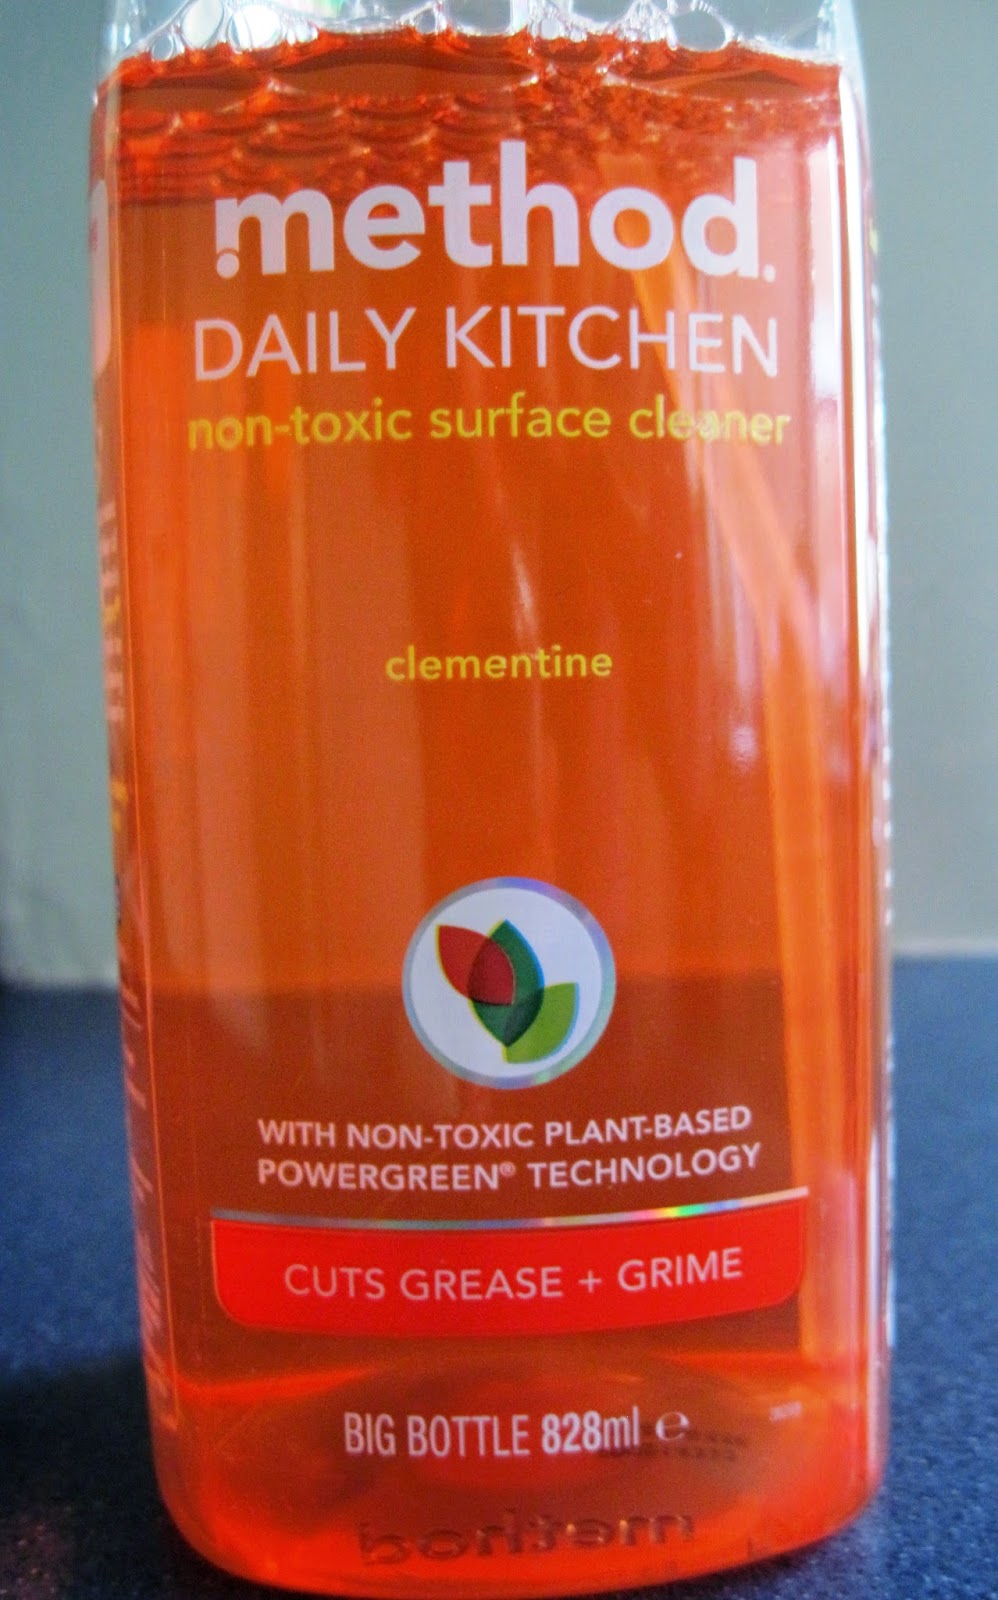 method.
DAILY KITCHEN
non-toxic surface cleaner
clementine
WITH NON-TOXIC PLANT-BASED
POWERGREEN® TECHNOLOGY
CUTS GREASE + GRIME
BIG BOTTLE 828ml ℮
method